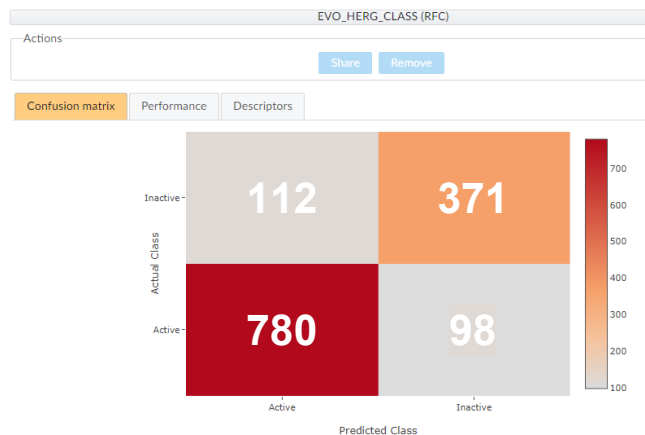 EVO_HERG_CLASS (RFC)
Actions
Share Remove
Confusion matrix Performance Descriptors
Inactive 112 371
Active 780 98
Actual Class
Active Inactive
Predicted Class
700
600
500
400
300
200
100